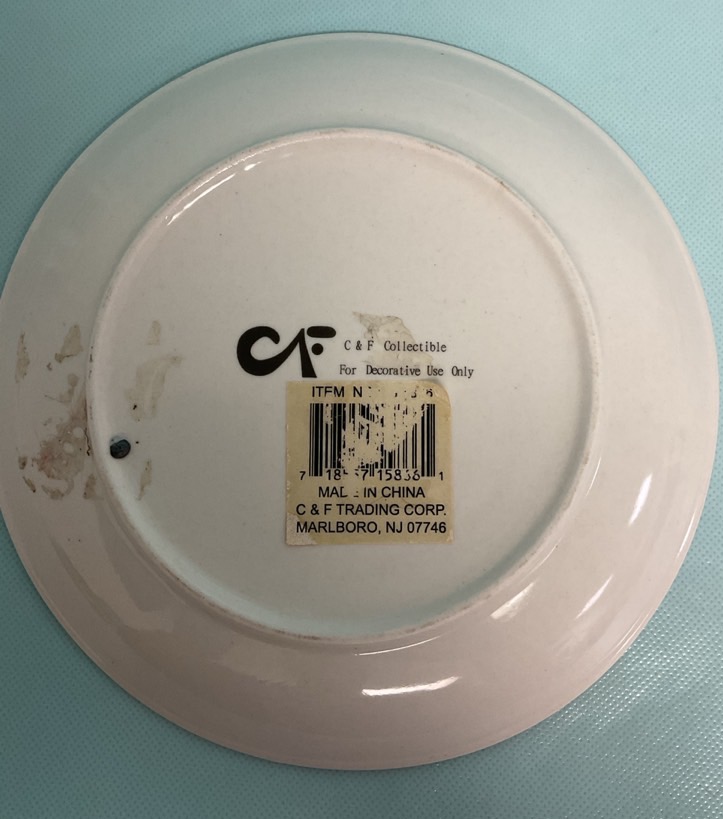 CF
C & F Collectible
For Decorative Use Only
ITEM
MADE IN CHINA
C & F TRADING CORP.
MARLBORO, NJ 07746